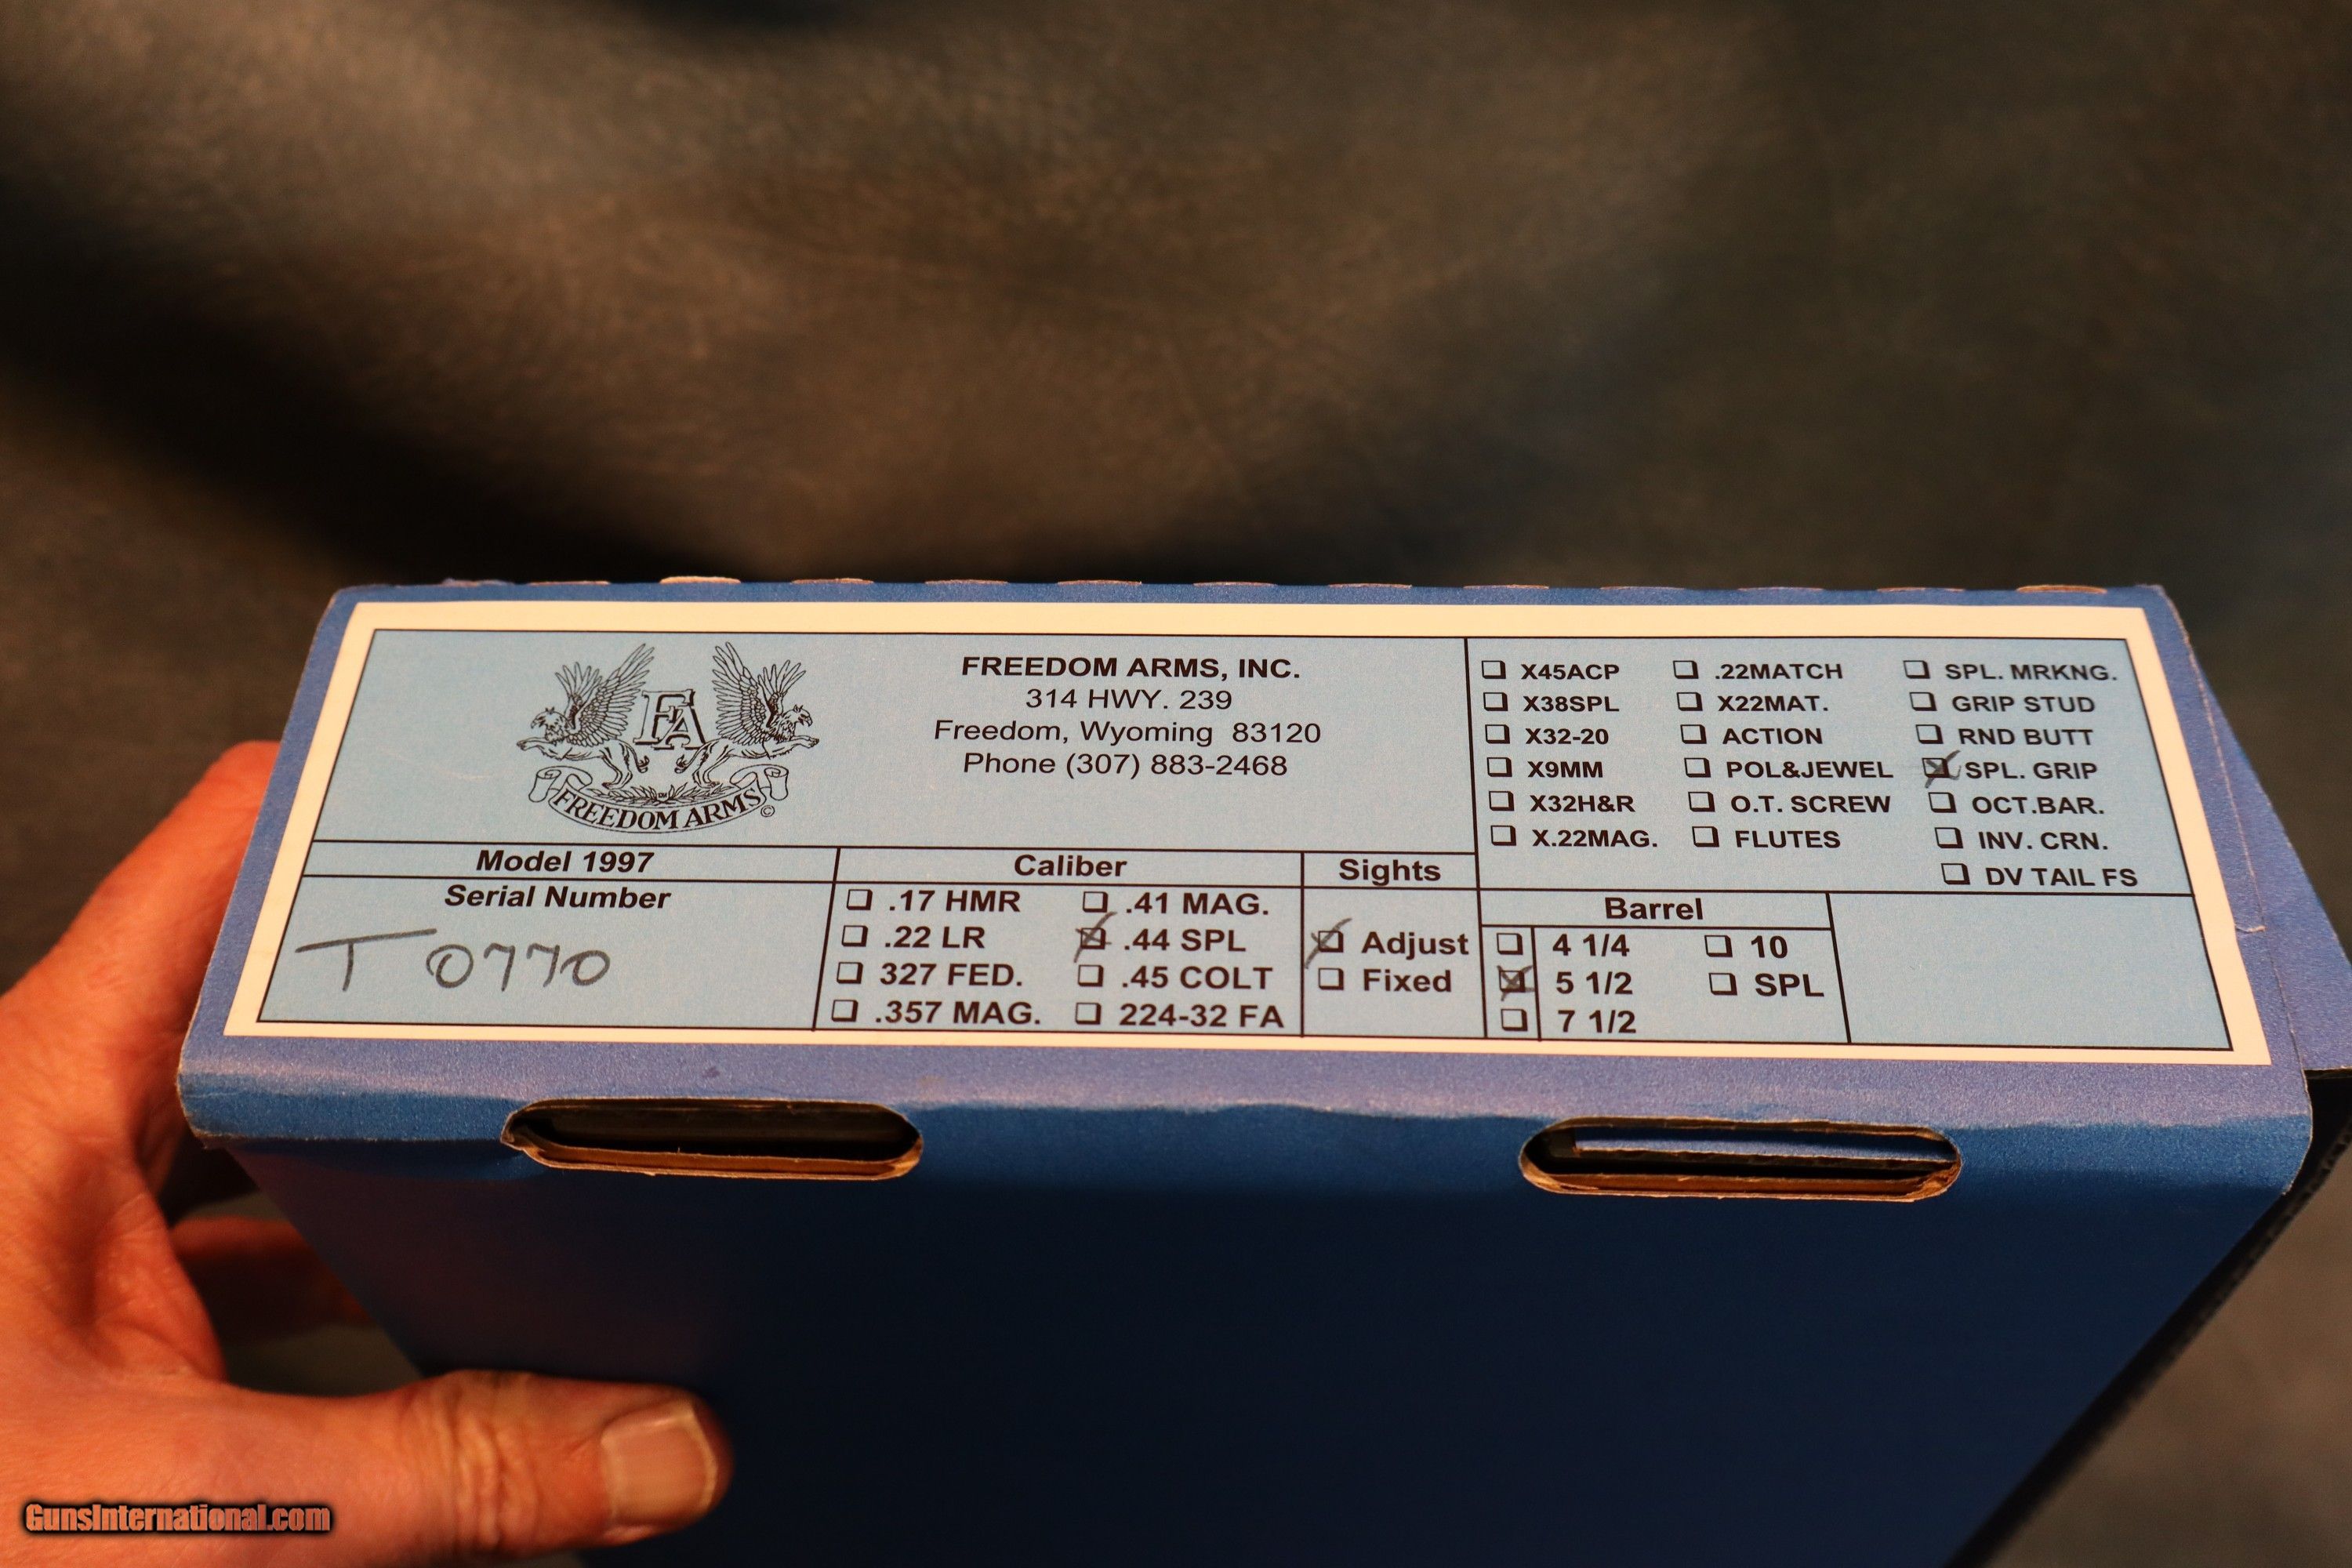 FA
FREEDOM ARMS ©
FREEDOM ARMS, INC.
314 HWY. 239
Freedom, Wyoming 83120
Phone (307) 883-2468
☐ X45ACP ☐ .22MATCH ☐ SPL. MRKNG.
☐ X38SPL ☐ X22MAT. ☐ GRIP STUD
☐ X32-20 ☐ ACTION ☐ RND BUTT
☐ X9MM ☐ POL&JEWEL ☒ SPL. GRIP
☐ X32H&R ☐ O.T. SCREW ☐ OCT.BAR.
☐ X.22MAG. ☐ FLUTES ☐ INV. CRN.
☐ DV TAIL FS
Model 1997
Serial Number
T 0770
Caliber
☐ .17 HMR ☐ .41 MAG.
☐ .22 LR ☒ .44 SPL
☐ 327 FED. ☐ .45 COLT
☐ .357 MAG. ☐ 224-32 FA
Sights
☒ Adjust
☐ Fixed
Barrel
☐ 4 1/4 ☐ 10
☒ 5 1/2 ☐ SPL
☐ 7 1/2
GunsInternational.com